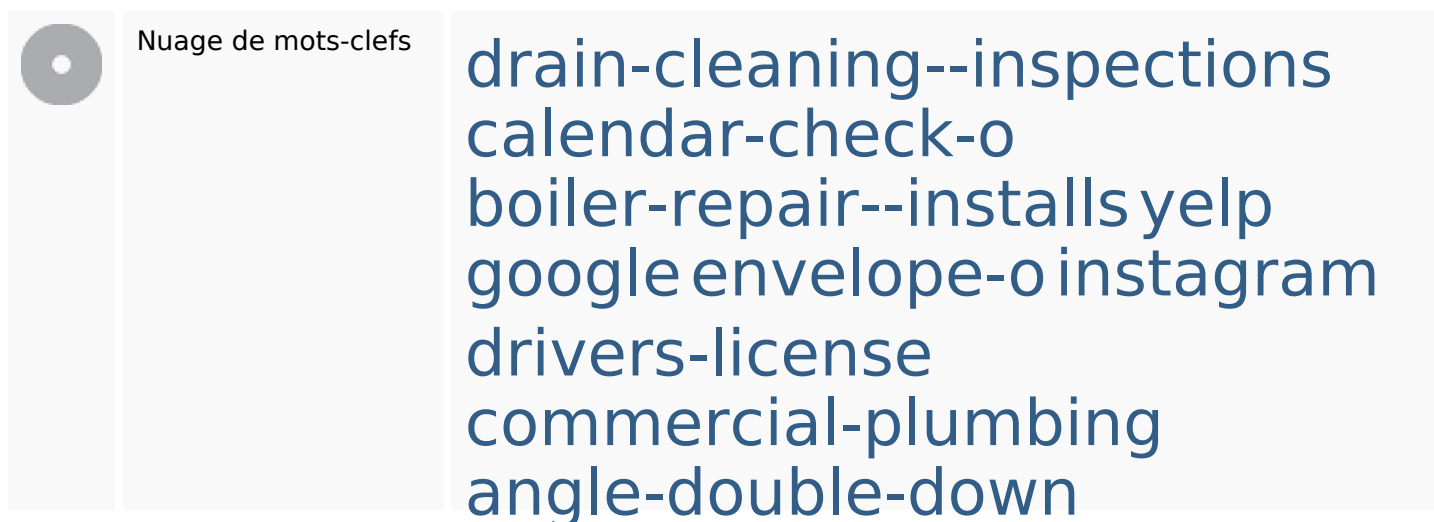 Nuage de mots-clefs
drain-cleaning--inspections
calendar-check-o
boiler-repair--installs yelp
google envelope-o instagram
drivers-license
commercial-plumbing
angle-double-down